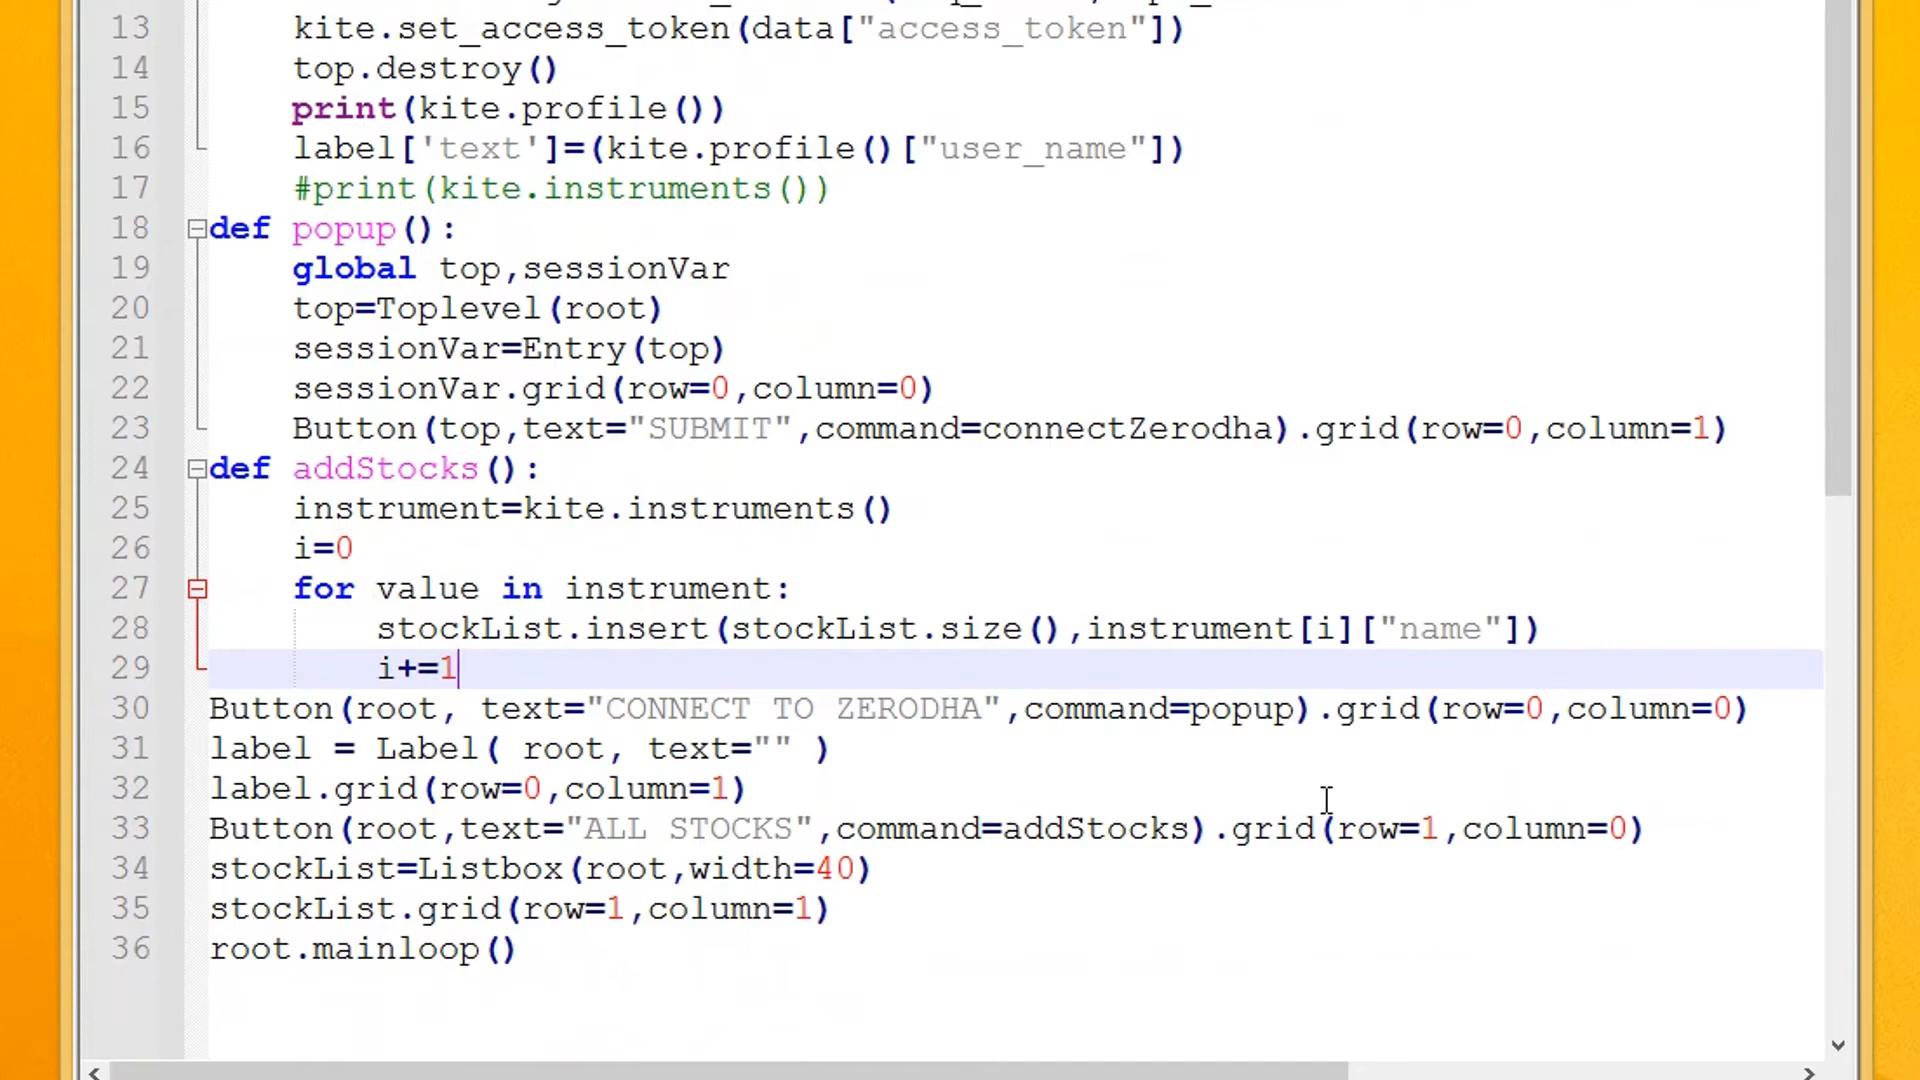 13 kite.set_access_token(data["access_token"])
14 top.destroy()
15 print(kite.profile())
16 label['text']=(kite.profile()["user_name"])
17 #print(kite.instruments())
18 def popup():
19 global top,sessionVar
20 top=Toplevel(root)
21 sessionVar=Entry(top)
22 sessionVar.grid(row=0,column=0)
23 Button(top,text="SUBMIT",command=connectZerodha).grid(row=0,column=1)
24 def addStocks():
25 instrument=kite.instruments()
26 i=0
27 for value in instrument:
28 stockList.insert(stockList.size(),instrument[i]["name"])
29 i+=1
30 Button(root, text="CONNECT TO ZERODHA",command=popup).grid(row=0,column=0)
31 label = Label( root, text="" )
32 label.grid(row=0,column=1)
33 Button(root,text="ALL STOCKS",command=addStocks).grid(row=1,column=0)
34 stockList=Listbox(root,width=40)
35 stockList.grid(row=1,column=1)
36 root.mainloop()